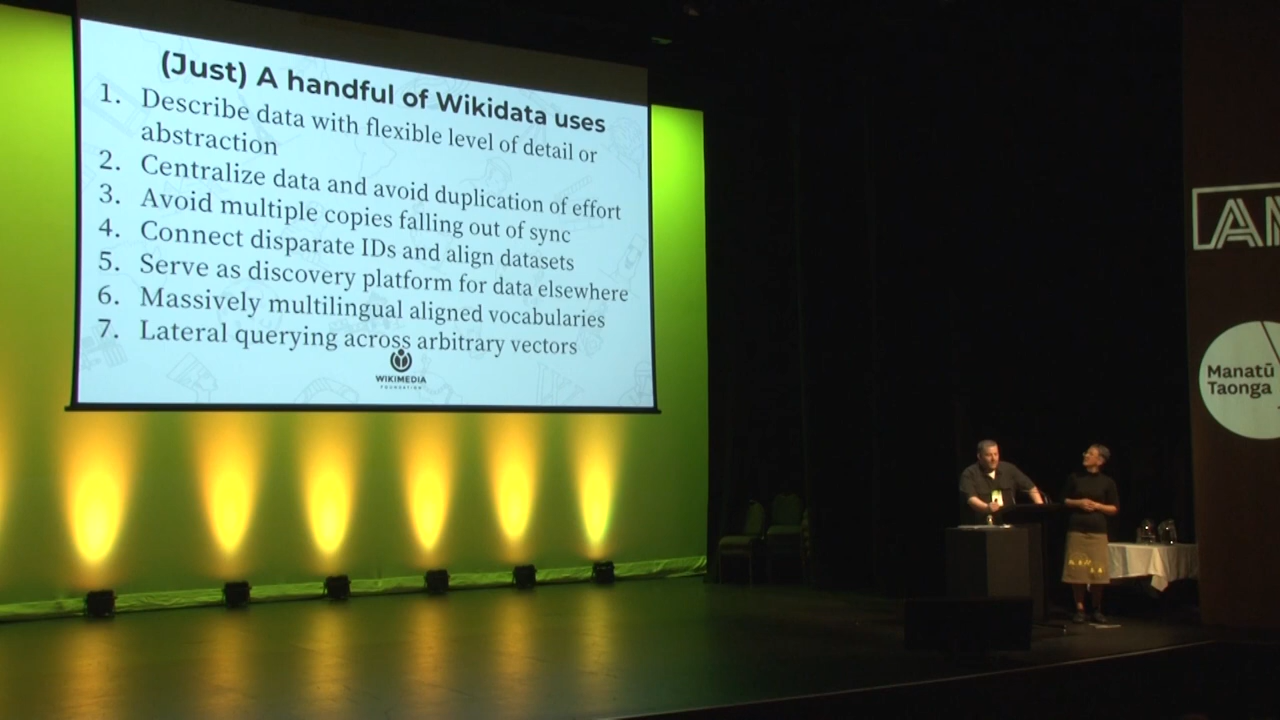 (Just) A handful of Wikidata uses
1. Describe data with flexible level of detail or
abstraction
2. Centralize data and avoid duplication of effort
3. Avoid multiple copies falling out of sync
4. Connect disparate IDs and align datasets
5. Serve as discovery platform for data elsewhere
6. Massively multilingual aligned vocabularies
7. Lateral querying across arbitrary vectors
WIKIMEDIA
FOUNDATION
Manatū
Taonga